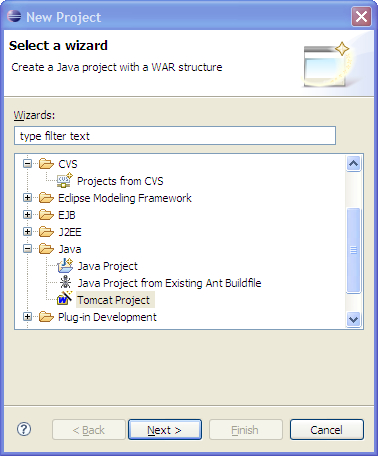 New Project
Select a wizard
Create a Java project with a WAR structure
Wizards:
type filter text
CVS
Projects from CVS
Eclipse Modeling Framework
EJB
J2EE
Java
Java Project
Java Project from Existing Ant Buildfile
Tomcat Project
Plug-in Development
? < Back Next > Finish Cancel